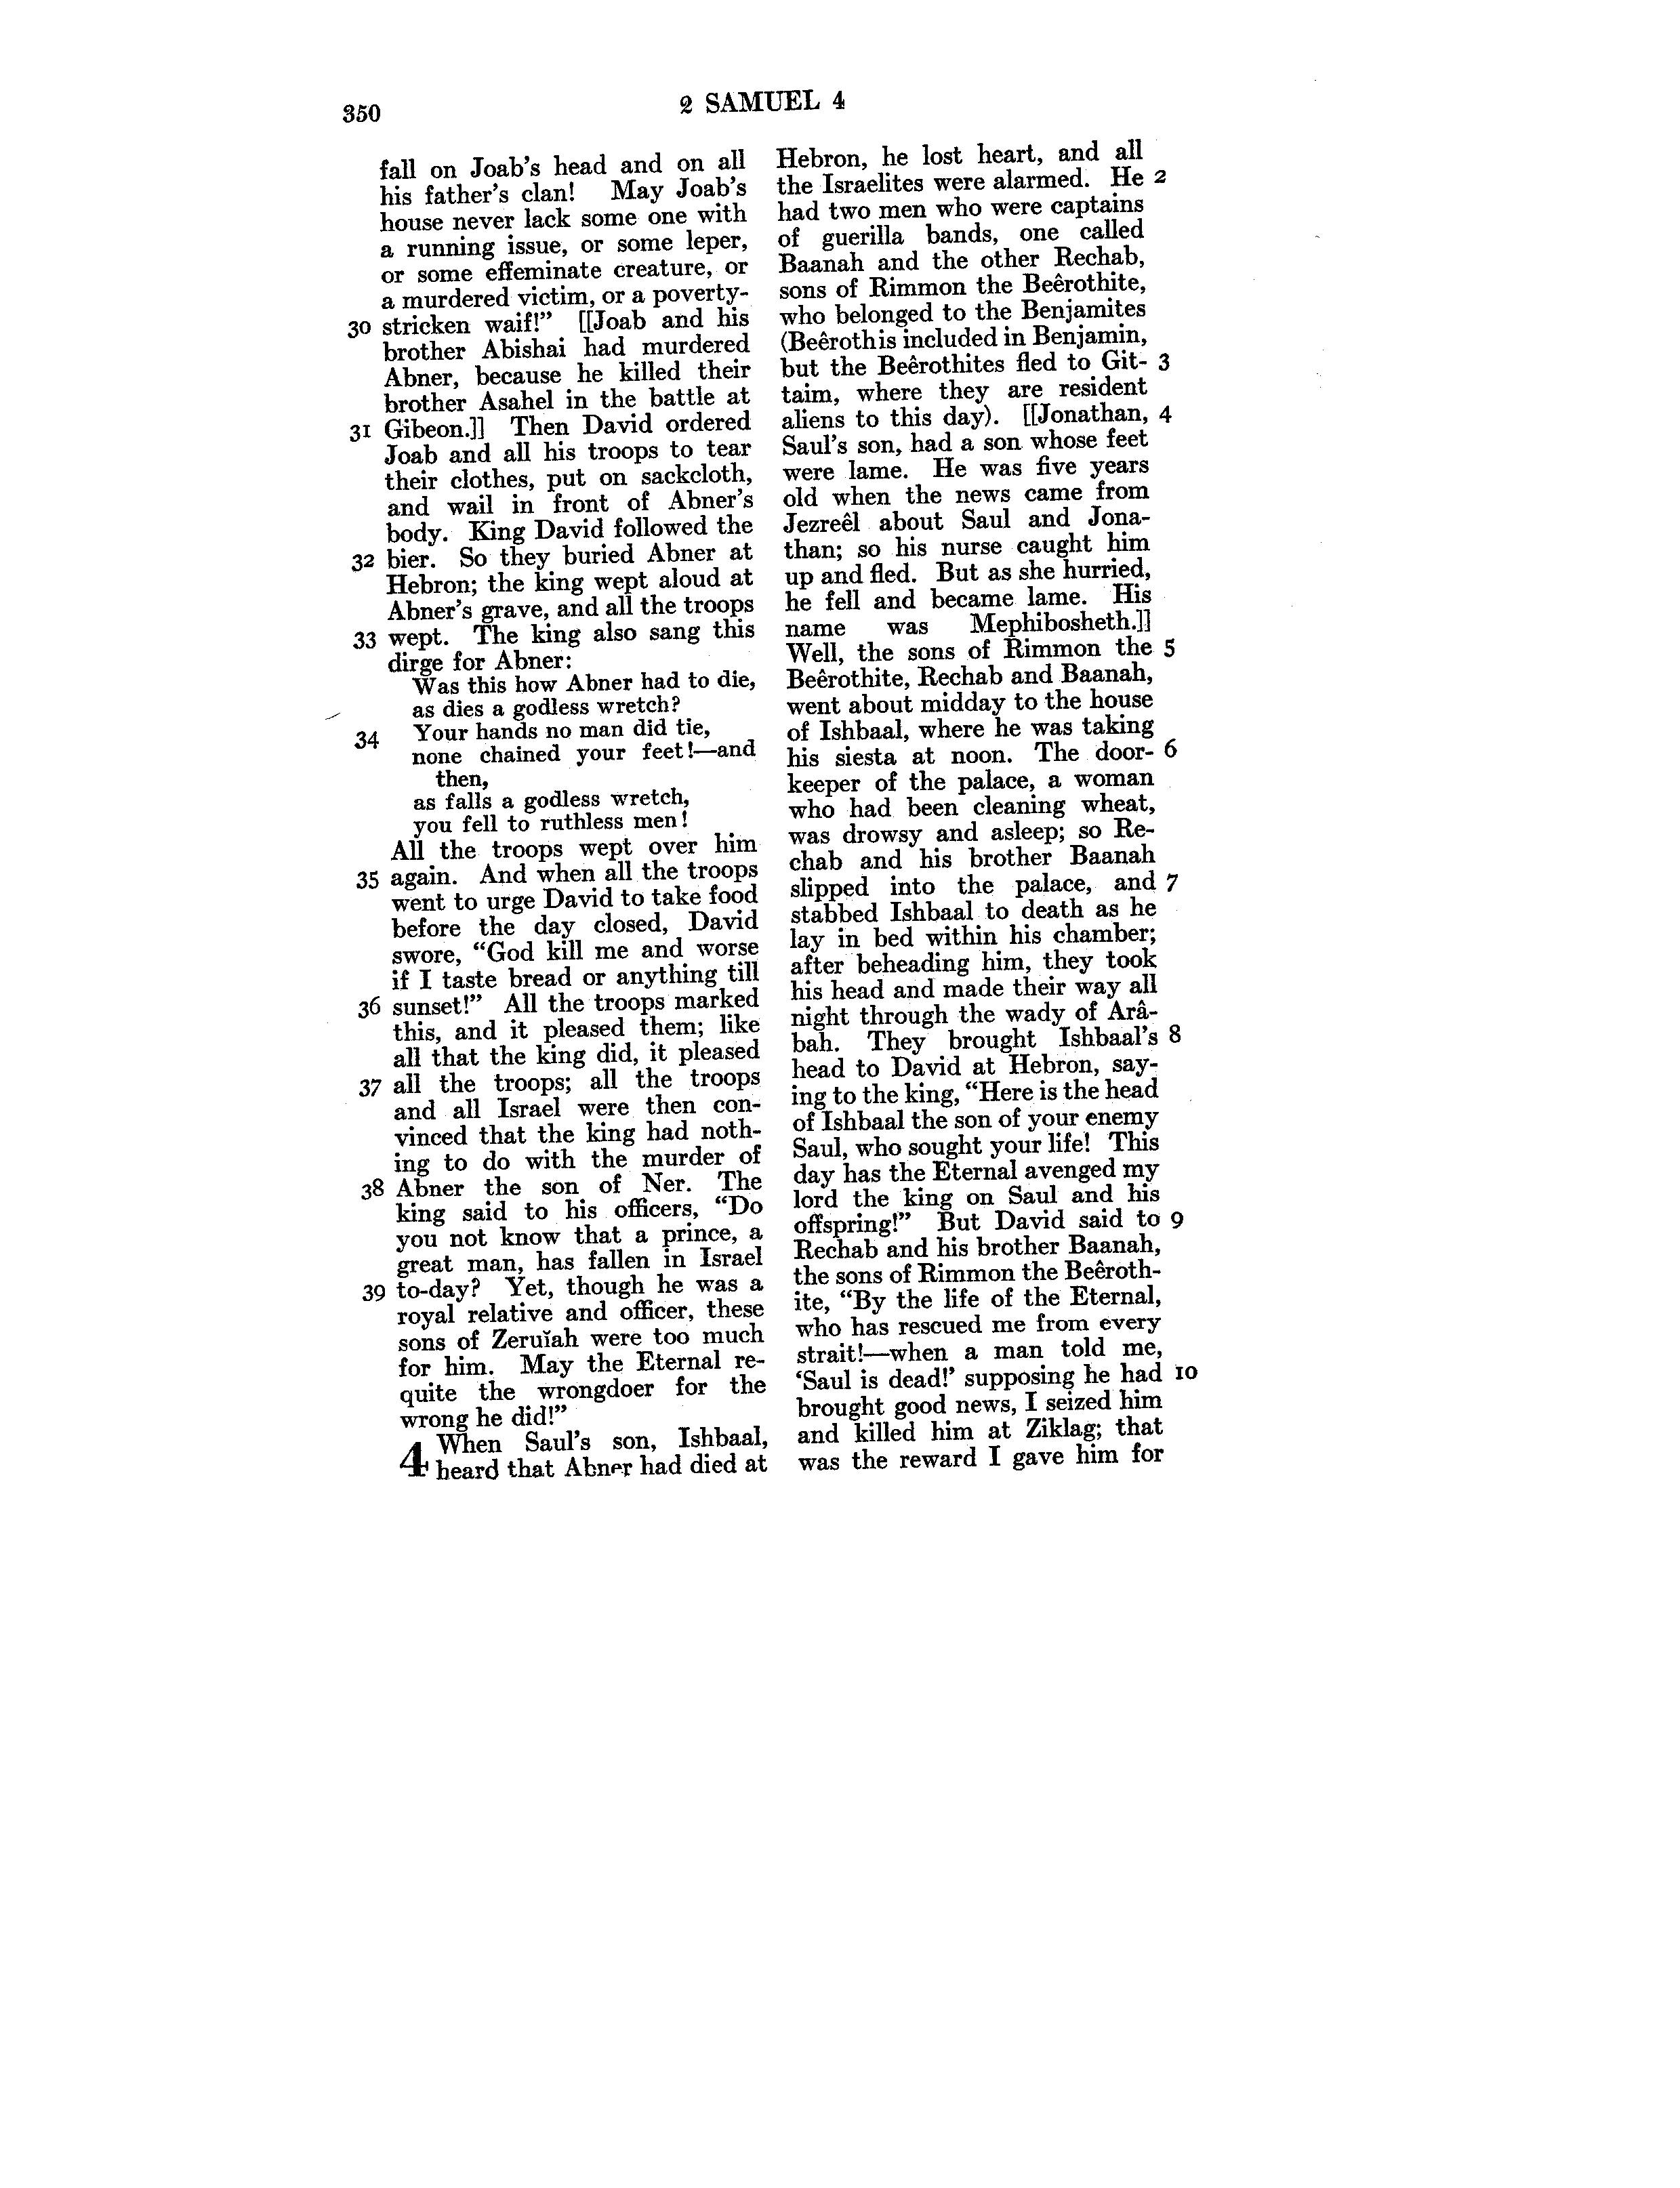 350
2 SAMUEL 4
fall on Joab's head and on all
his father's clan! May Joab's
house never lack some one with
a running issue, or some leper,
or some effeminate creature, or
a murdered victim, or a poverty-
30 stricken waif!" [[Joab and his
brother Abishai had murdered
Abner, because he killed their
brother Asahel in the battle at
31 Gibeon.]] Then David ordered
Joab and all his troops to tear
their clothes, put on sackcloth,
and wail in front of Abner's
body. King David followed the
32 bier. So they buried Abner at
Hebron; the king wept aloud at
Abner's grave, and all the troops
33 wept. The king also sang this
dirge for Abner:
Was this how Abner had to die,
as dies a godless wretch?
34 Your hands no man did tie,
none chained your feet!—and
then,
as falls a godless wretch,
you fell to ruthless men!
All the troops wept over him
35 again. And when all the troops
went to urge David to take food
before the day closed, David
swore, "God kill me and worse
if I taste bread or anything till
36 sunset!" All the troops marked
this, and it pleased them; like
all that the king did, it pleased
37 all the troops; all the troops
and all Israel were then con-
vinced that the king had noth-
ing to do with the murder of
38 Abner the son of Ner. The
king said to his officers, "Do
you not know that a prince, a
great man, has fallen in Israel
39 to-day? Yet, though he was a
royal relative and officer, these
sons of Zeruĭah were too much
for him. May the Eternal re-
quite the wrongdoer for the
wrong he did!"
4 When Saul's son, Ishbaal,
heard that Abner had died at
Hebron, he lost heart, and all
the Israelites were alarmed. He 2
had two men who were captains
of guerilla bands, one called
Baanah and the other Rechab,
sons of Rimmon the Beêrothite,
who belonged to the Benjamites
(Beêroth is included in Benjamin,
but the Beêrothites fled to Git- 3
taim, where they are resident
aliens to this day). [[Jonathan, 4
Saul's son, had a son whose feet
were lame. He was five years
old when the news came from
Jezreêl about Saul and Jona-
than; so his nurse caught him
up and fled. But as she hurried,
he fell and became lame. His
name was Mephibosheth.]]
Well, the sons of Rimmon the 5
Beêrothite, Rechab and Baanah,
went about midday to the house
of Ishbaal, where he was taking
his siesta at noon. The door- 6
keeper of the palace, a woman
who had been cleaning wheat,
was drowsy and asleep; so Re-
chab and his brother Baanah
slipped into the palace, and 7
stabbed Ishbaal to death as he
lay in bed within his chamber;
after beheading him, they took
his head and made their way all
night through the wady of Arâ-
bah. They brought Ishbaal's 8
head to David at Hebron, say-
ing to the king, "Here is the head
of Ishbaal the son of your enemy
Saul, who sought your life! This
day has the Eternal avenged my
lord the king on Saul and his
offspring!" But David said to 9
Rechab and his brother Baanah,
the sons of Rimmon the Beêroth-
ite, "By the life of the Eternal,
who has rescued me from every
strait!—when a man told me,
'Saul is dead!' supposing he had 10
brought good news, I seized him
and killed him at Ziklag; that
was the reward I gave him for